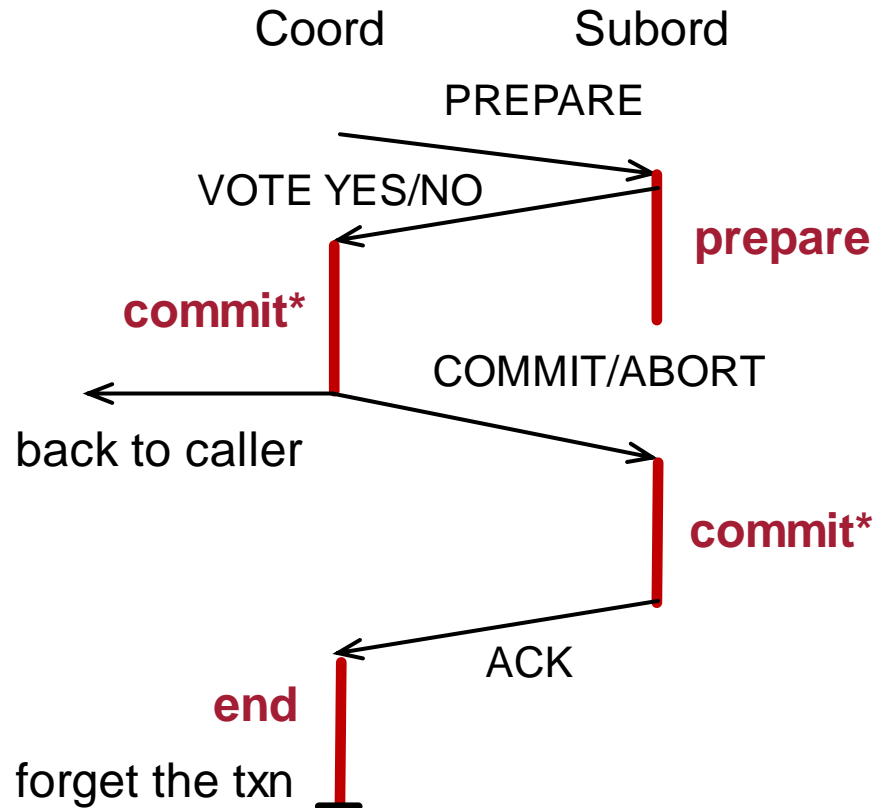 Coord Subord
PREPARE
VOTE YES/NO
prepare
commit*
COMMIT/ABORT
back to caller
commit*
ACK
end
forget the txn